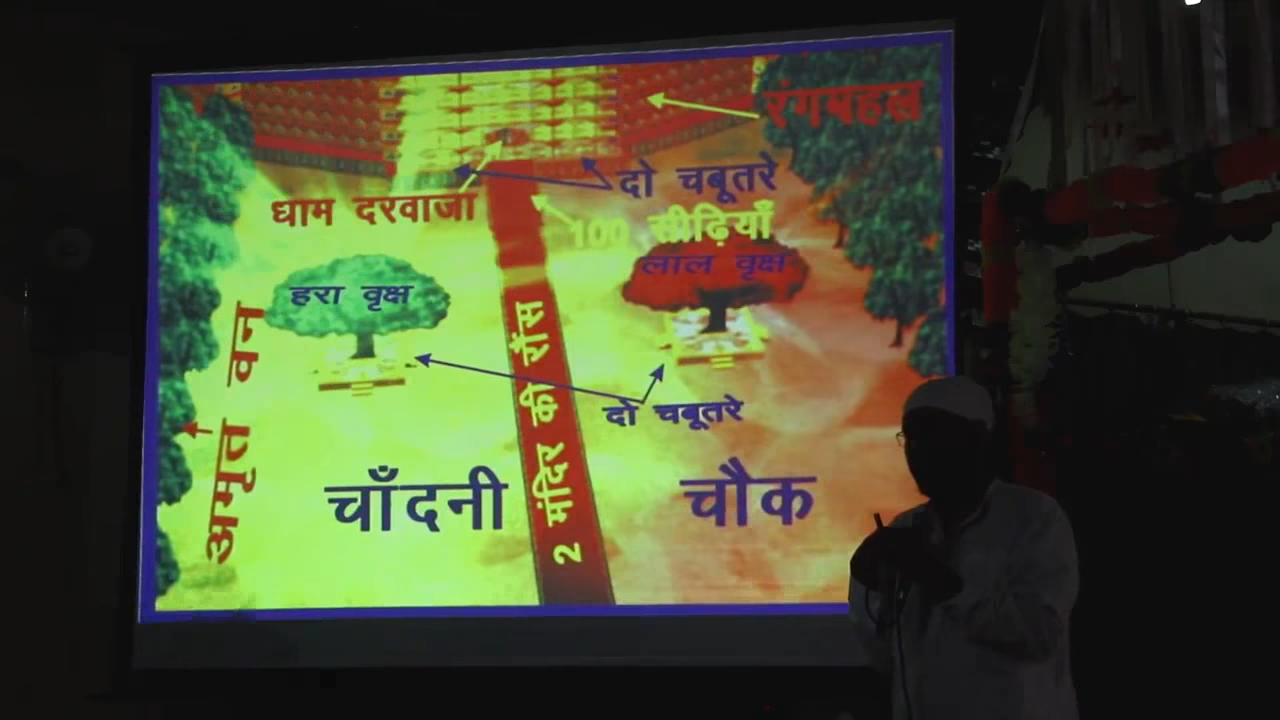 रंगमहल
दो चबूतरे
धाम दरवाजा
100 सीढ़ियाँ
लाल वृक्ष
हरा वृक्ष
अमृत वन
2 मंदिर की रौंस
दो चबूतरे
चाँदनी चौक